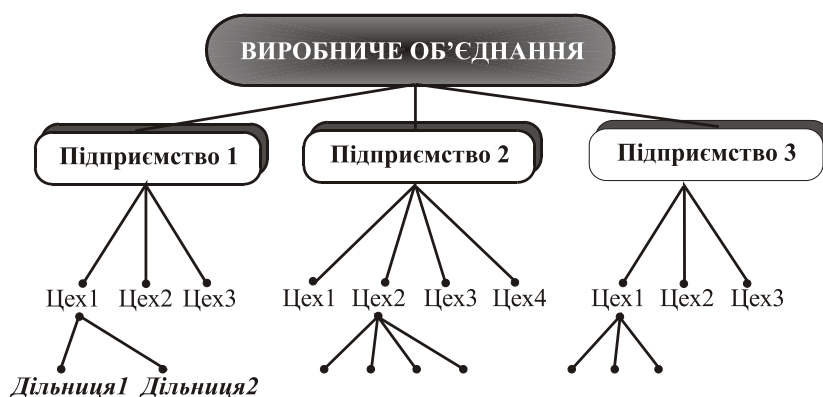 ВИРОБНИЧЕ ОБ’ЄДНАННЯ
Підприємство 1
Підприємство 2
Підприємство 3
Цех1 Цех2 Цех3
Цех1 Цех2 Цех3 Цех4
Цех1 Цех2 Цех3
Дільниця1 Дільниця2